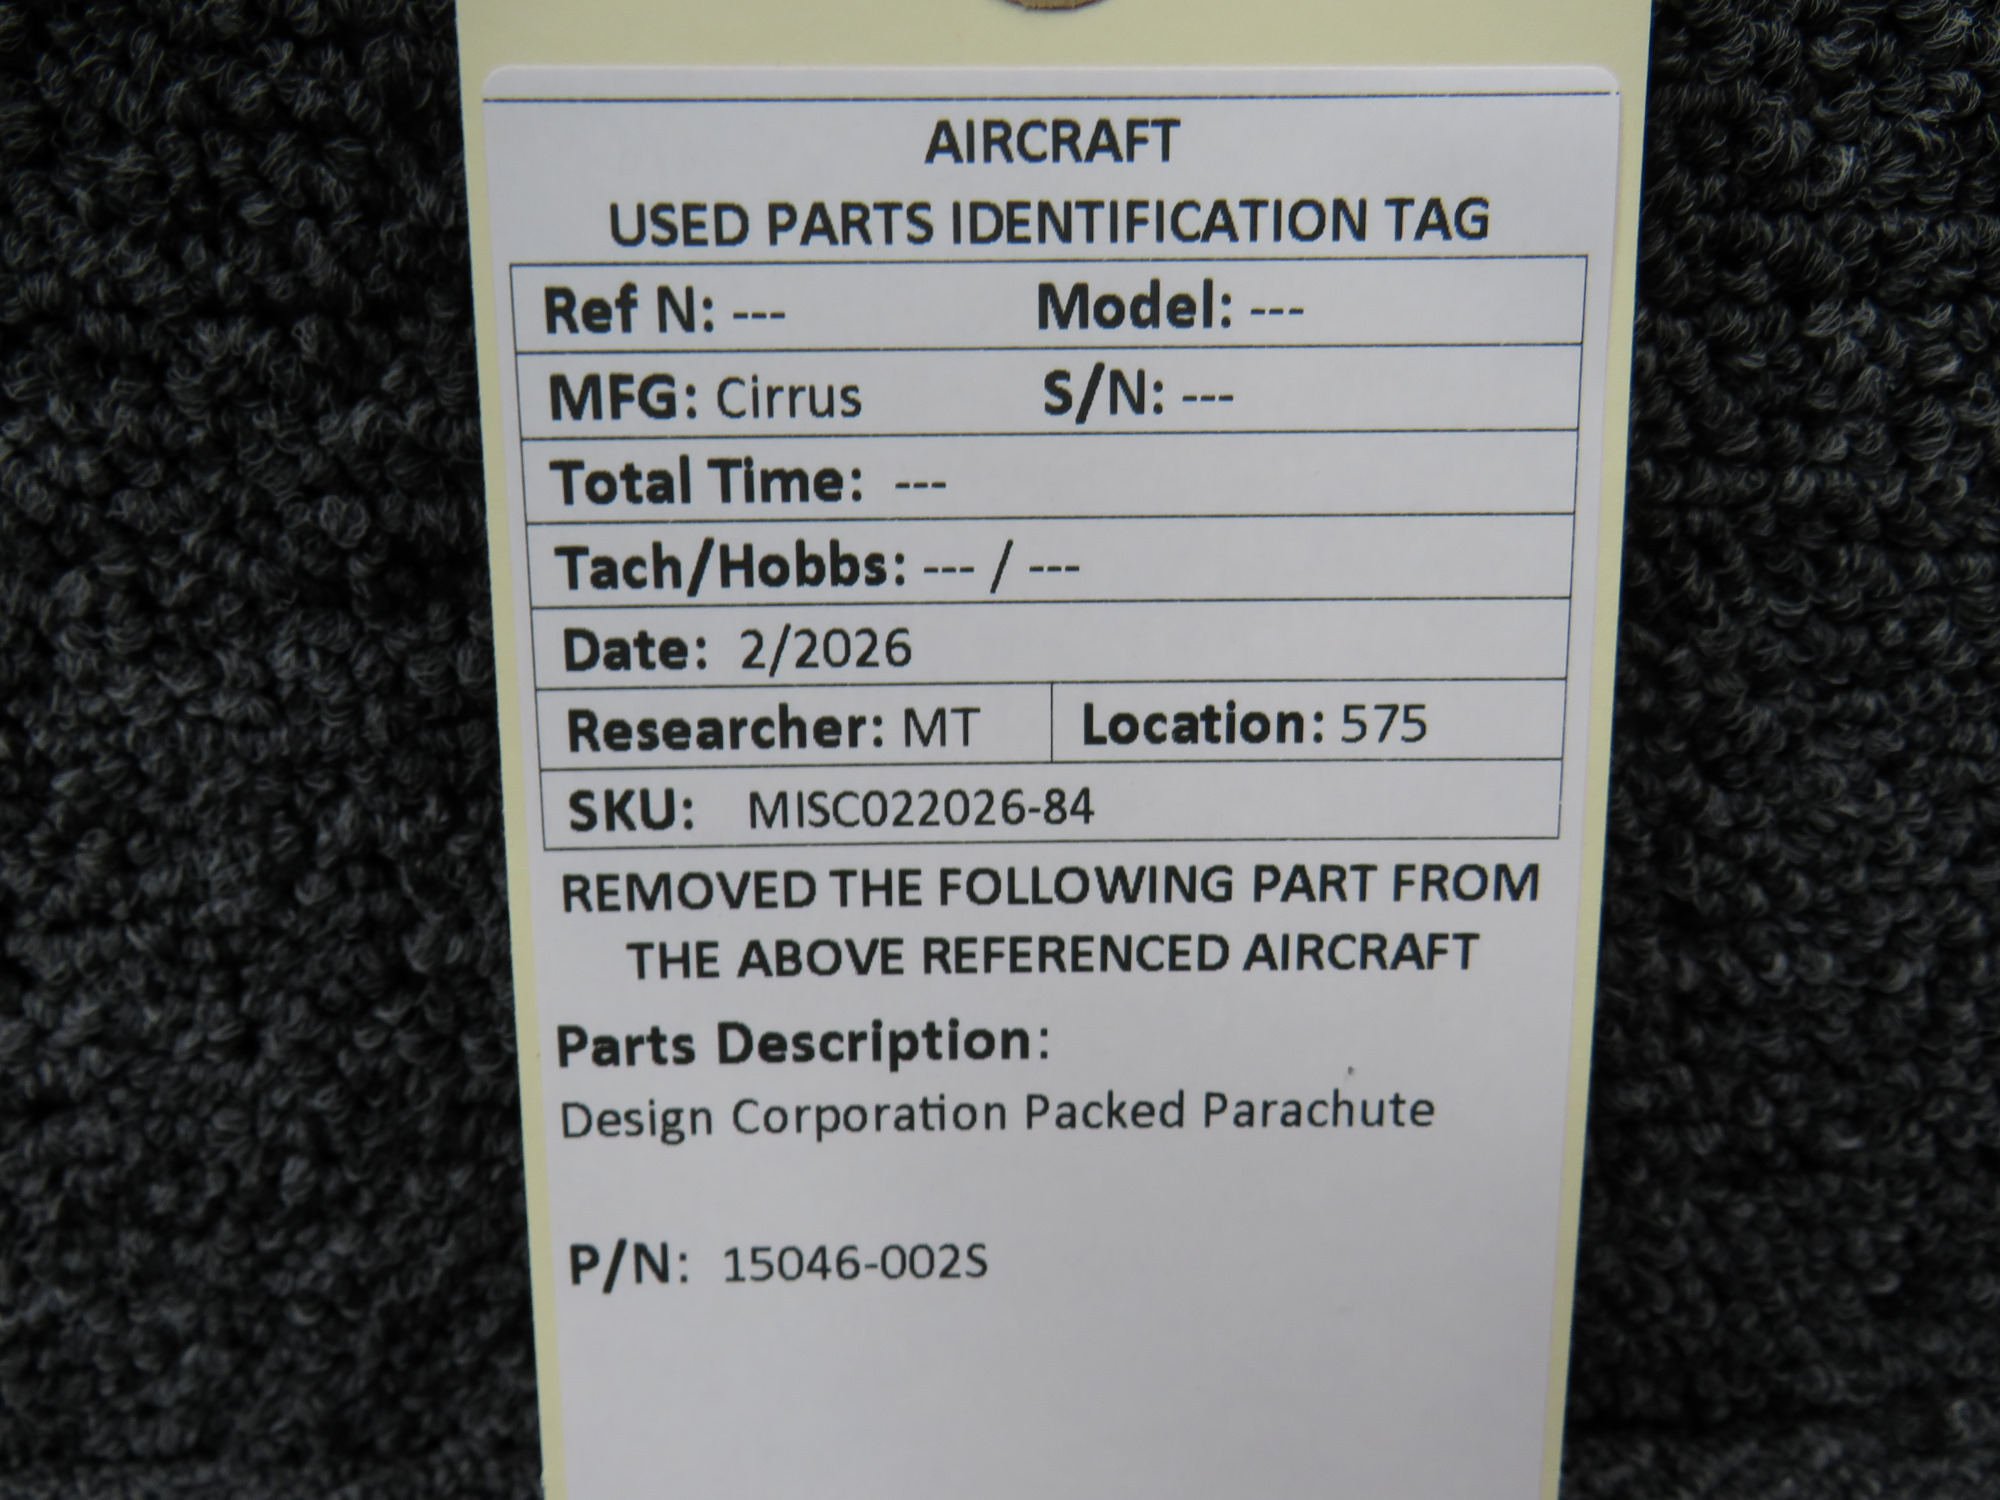 AIRCRAFT
USED PARTS IDENTIFICATION TAG
Ref N: --- Model: ---
MFG: Cirrus S/N: ---
Total Time: ---
Tach/Hobbs: --- / ---
Date: 2/2026
Researcher: MT Location: 575
SKU: MISC022026-84
REMOVED THE FOLLOWING PART FROM
THE ABOVE REFERENCED AIRCRAFT
Parts Description:
Design Corporation Packed Parachute
P/N: 15046-002S